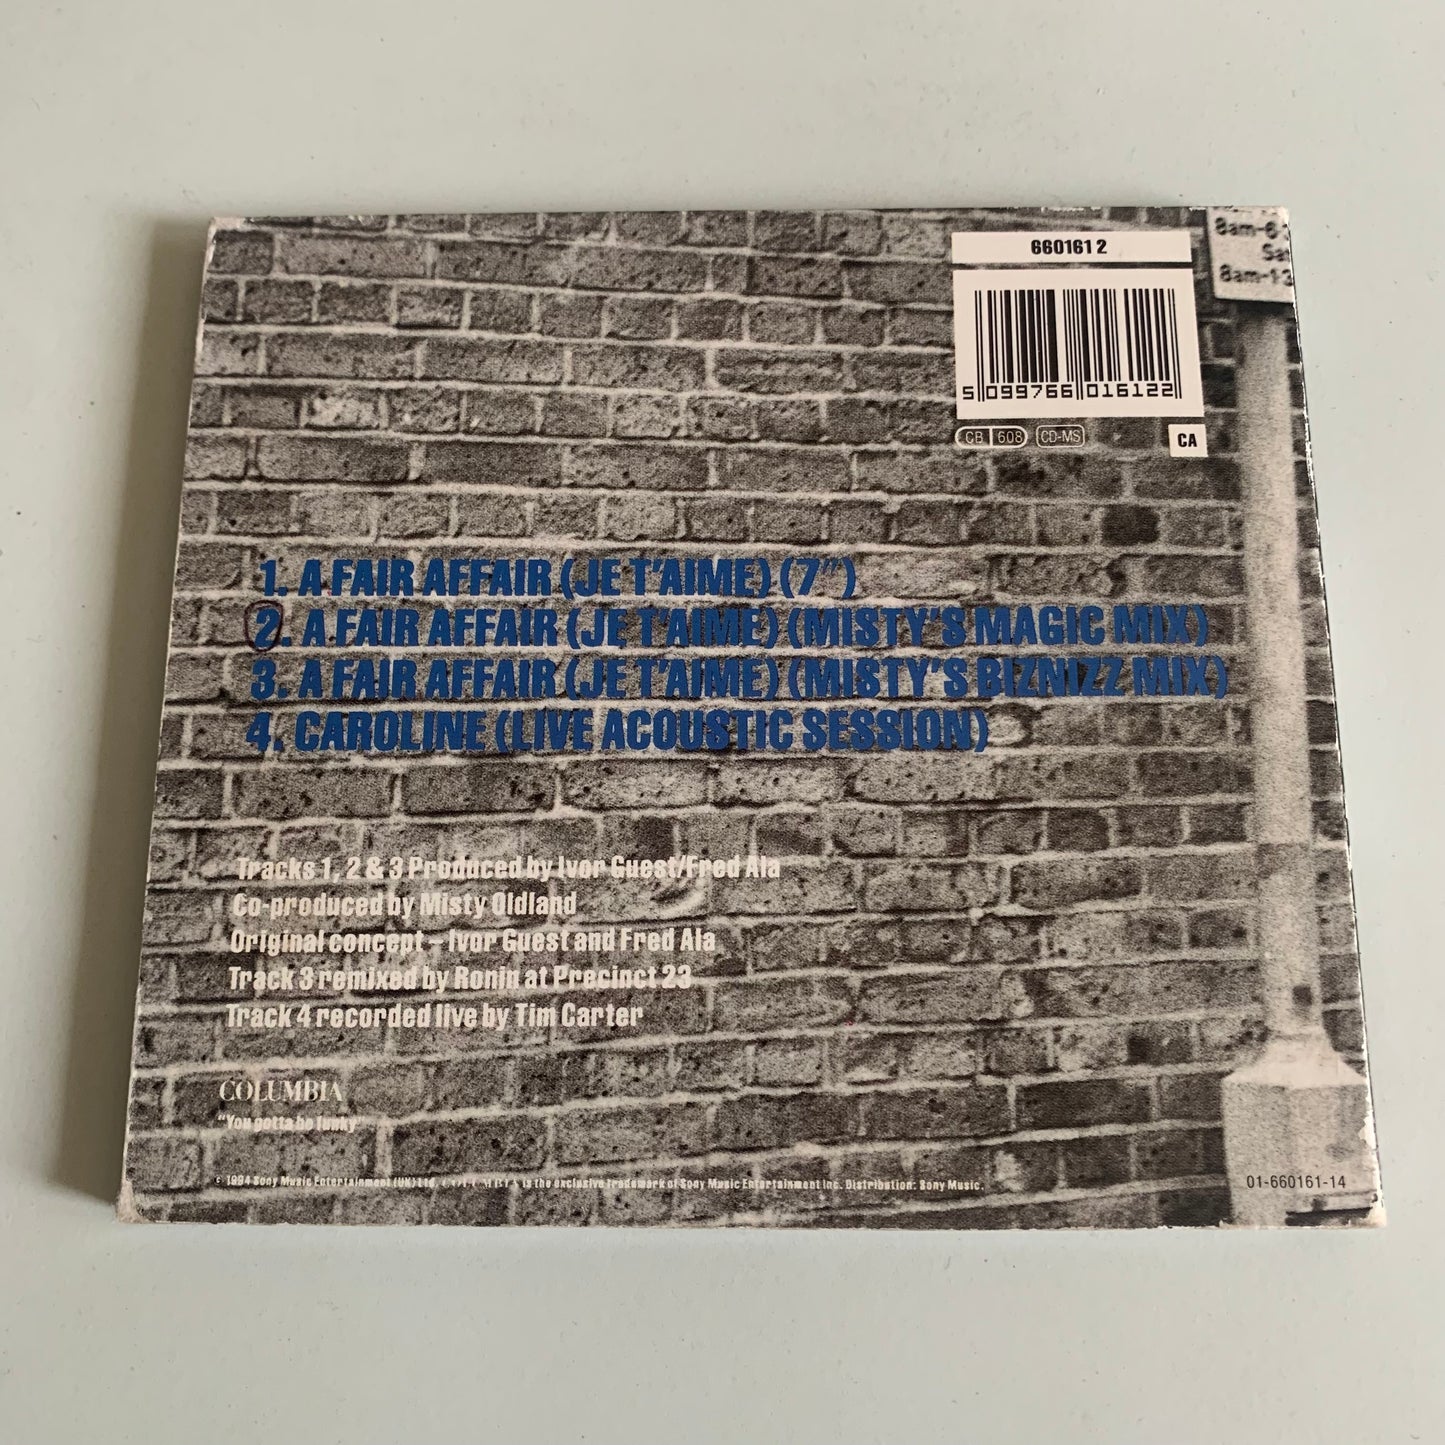 8am-6
Sa
8am-13
660161 2
5 099766 016122
CB 608 CD-MS CA
1. A FAIR AFFAIR (JE T'AIME) (7")
2. A FAIR AFFAIR (JE T'AIME) (MISTY'S MAGIC MIX)
3. A FAIR AFFAIR (JE T'AIME) (MISTY'S BIZNIZZ MIX)
4. CAROLINE (LIVE ACOUSTIC SESSION)
Tracks 1, 2 & 3 Produced by Ivor Guest/Fred Ala
Co-produced by Misty Oldland
Original concept – Ivor Guest and Fred Ala
Track 3 remixed by Ronin at Precinct 23
Track 4 recorded live by Tim Carter
COLUMBIA
"You gotta be funky"
© 1994 Sony Music Entertainment (UK) Ltd. COLUMBIA is the exclusive trademark of Sony Music Entertainment Inc. Distribution: Sony Music.
01-660161-14